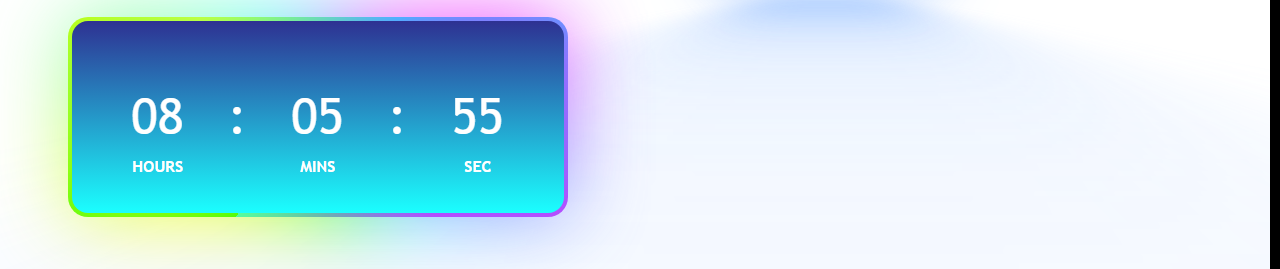 08 : 05 : 55
HOURS MINS SEC